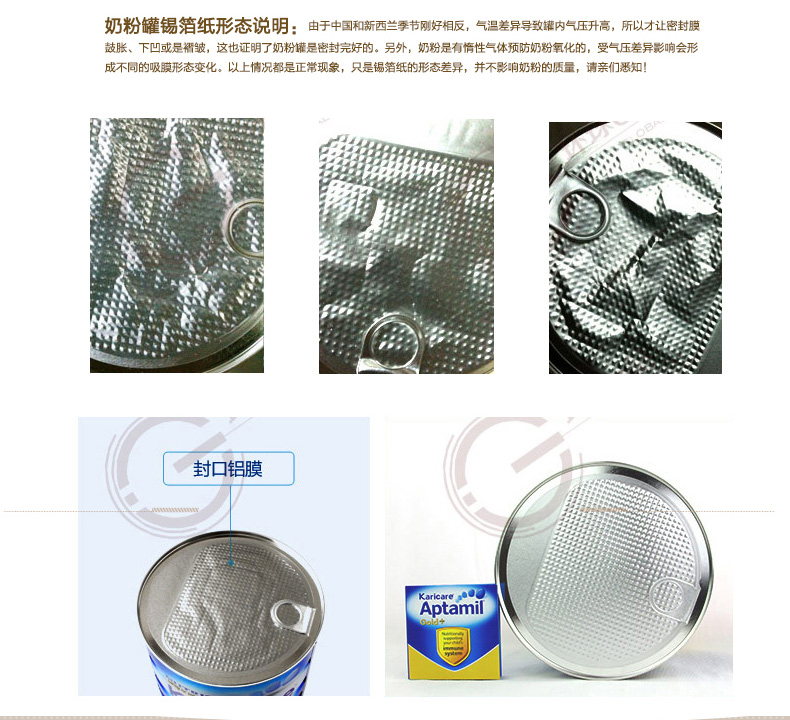 奶粉罐锡箔纸形态说明：由于中国和新西兰季节刚好相反，气温差异导致罐内气压升高，所以才让密封膜
鼓胀、下凹或是褶皱，这也证明了奶粉罐是密封完好的。另外，奶粉是有惰性气体预防奶粉氧化的，受气压差异影响会形
成不同的吸膜形态变化。以上情况都是正常现象，只是锡箔纸的形态差异，并不影响奶粉的质量，请亲们悉知！
封口铝膜
Karicare
Aptamil
Gold+
Nutritionally
supporting
your child's
immune
system